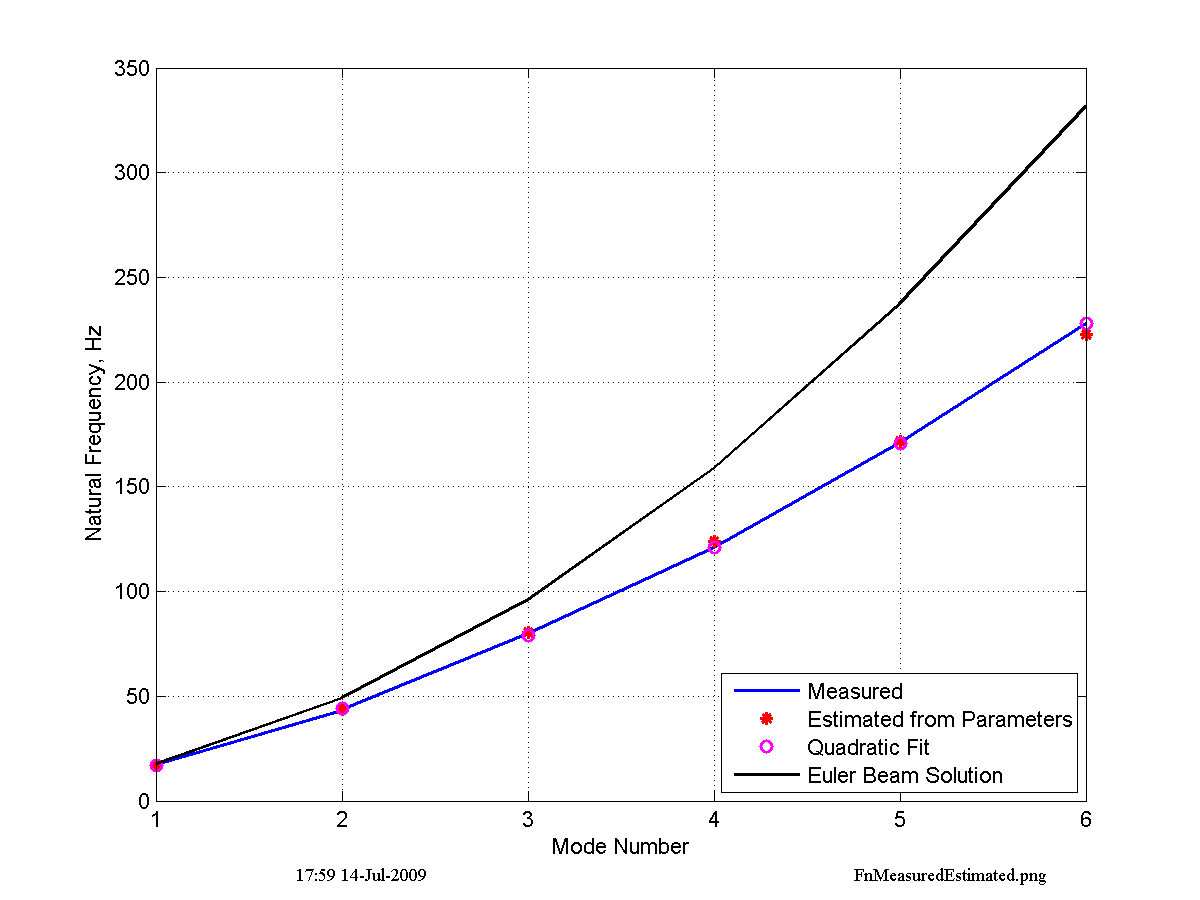 350
300
250
200
150
100
50
0
Natural Frequency, Hz
Measured
Estimated from Parameters
Quadratic Fit
Euler Beam Solution
1 2 3 4 5 6
Mode Number
17:59 14-Jul-2009 FnMeasuredEstimated.png